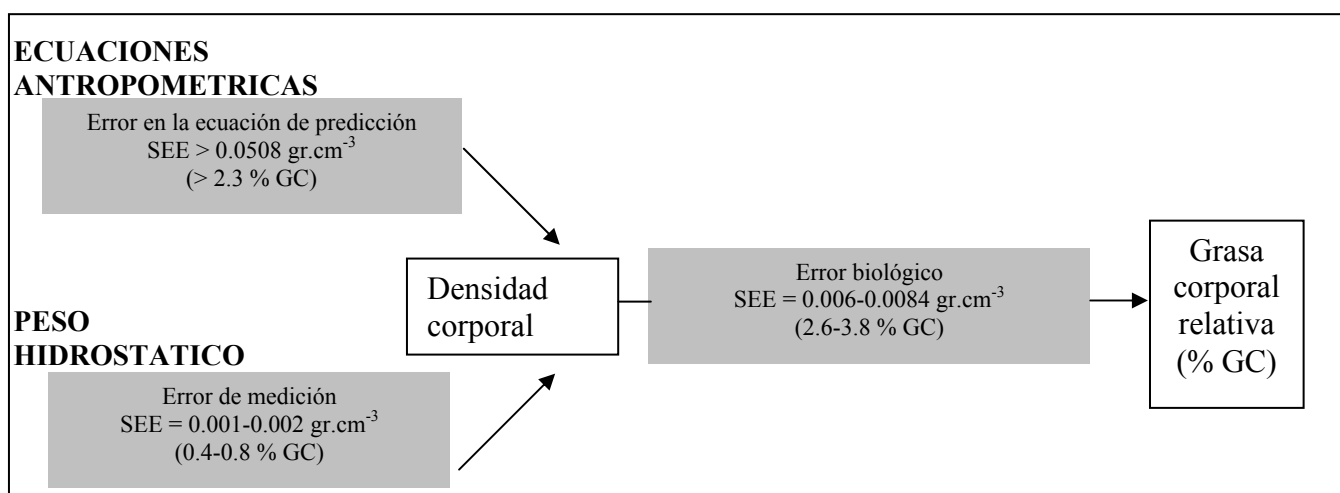 ECUACIONES
ANTROPOMETRICAS
Error en la ecuación de predicción
SEE > 0.0508 gr.cm-3
(> 2.3 % GC)
Densidad
corporal
Error biológico
SEE = 0.006-0.0084 gr.cm-3
(2.6-3.8 % GC)
Grasa
corporal
relativa
(% GC)
PESO
HIDROSTATICO
Error de medición
SEE = 0.001-0.002 gr.cm-3
(0.4-0.8 % GC)